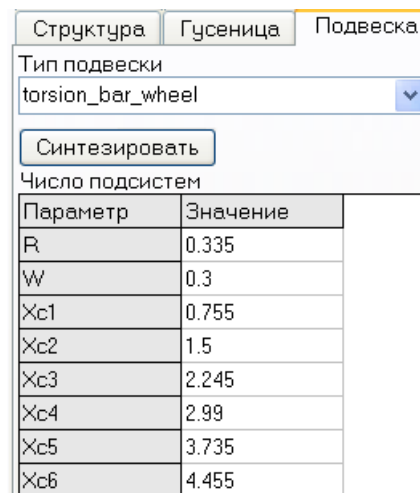 Структура Гусеница Подвеска
Тип подвески
torsion_bar_wheel
Синтезировать
Число подсистем
Параметр Значение
R 0.335
W 0.3
Xc1 0.755
Xc2 1.5
Xc3 2.245
Xc4 2.99
Xc5 3.735
Xc6 4.455